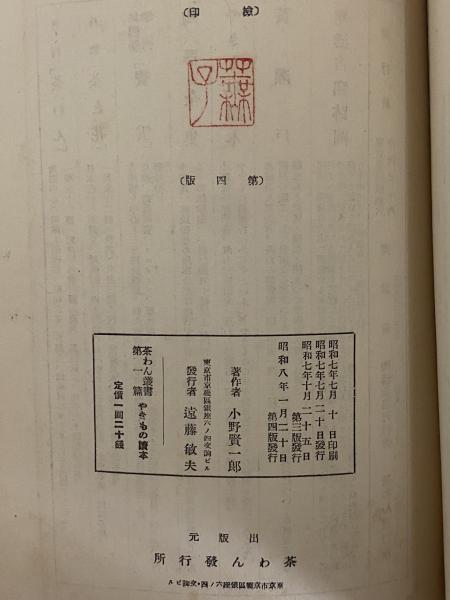 (檢印)
(第四版)
昭和七年七月 十日印刷
昭和七年七月二十日發行
昭和七年十月二十五日
第三版發行
昭和八年一月二十日
第四版發行
著作者 小野賢一郎
東京市京橋區銀座六ノ四交詢ビル
發行者 遠藤敏夫
茶わん叢書
第一篇 やきもの讀本
定價一圓二十錢
出版元
茶わん發行所
東京市京橋區銀座六ノ四・交詢ビル